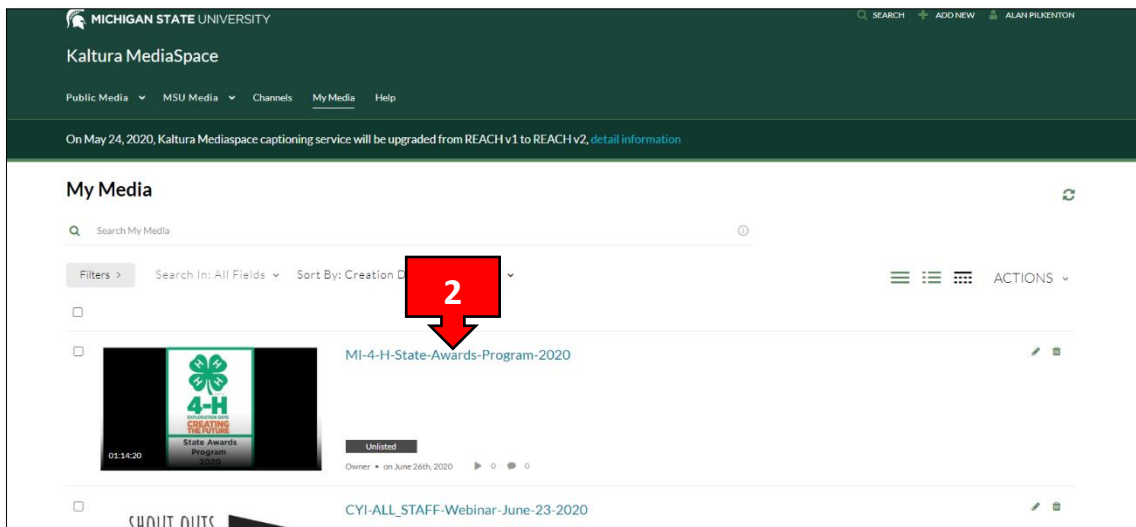 MICHIGAN STATE UNIVERSITY
SEARCH ADD NEW ALAN PILKENTON
Kaltura MediaSpace
Public Media MSU Media Channels My Media Help
On May 24, 2020, Kaltura Mediaspace captioning service will be upgraded from REACH v1 to REACH v2, detail information
My Media
Search My Media
Filters > Search In: All Fields Sort By: Creation D
ACTIONS
2
MI-4-H-State-Awards-Program-2020
4-H
EXPLORATION DAYS
CREATING
THE FUTURE
State Awards
Program
2020
01:14:20
Unlisted
Owner • on June 26th, 2020 0 0
CYI-ALL_STAFF-Webinar-June-23-2020
SHOUT OUTS